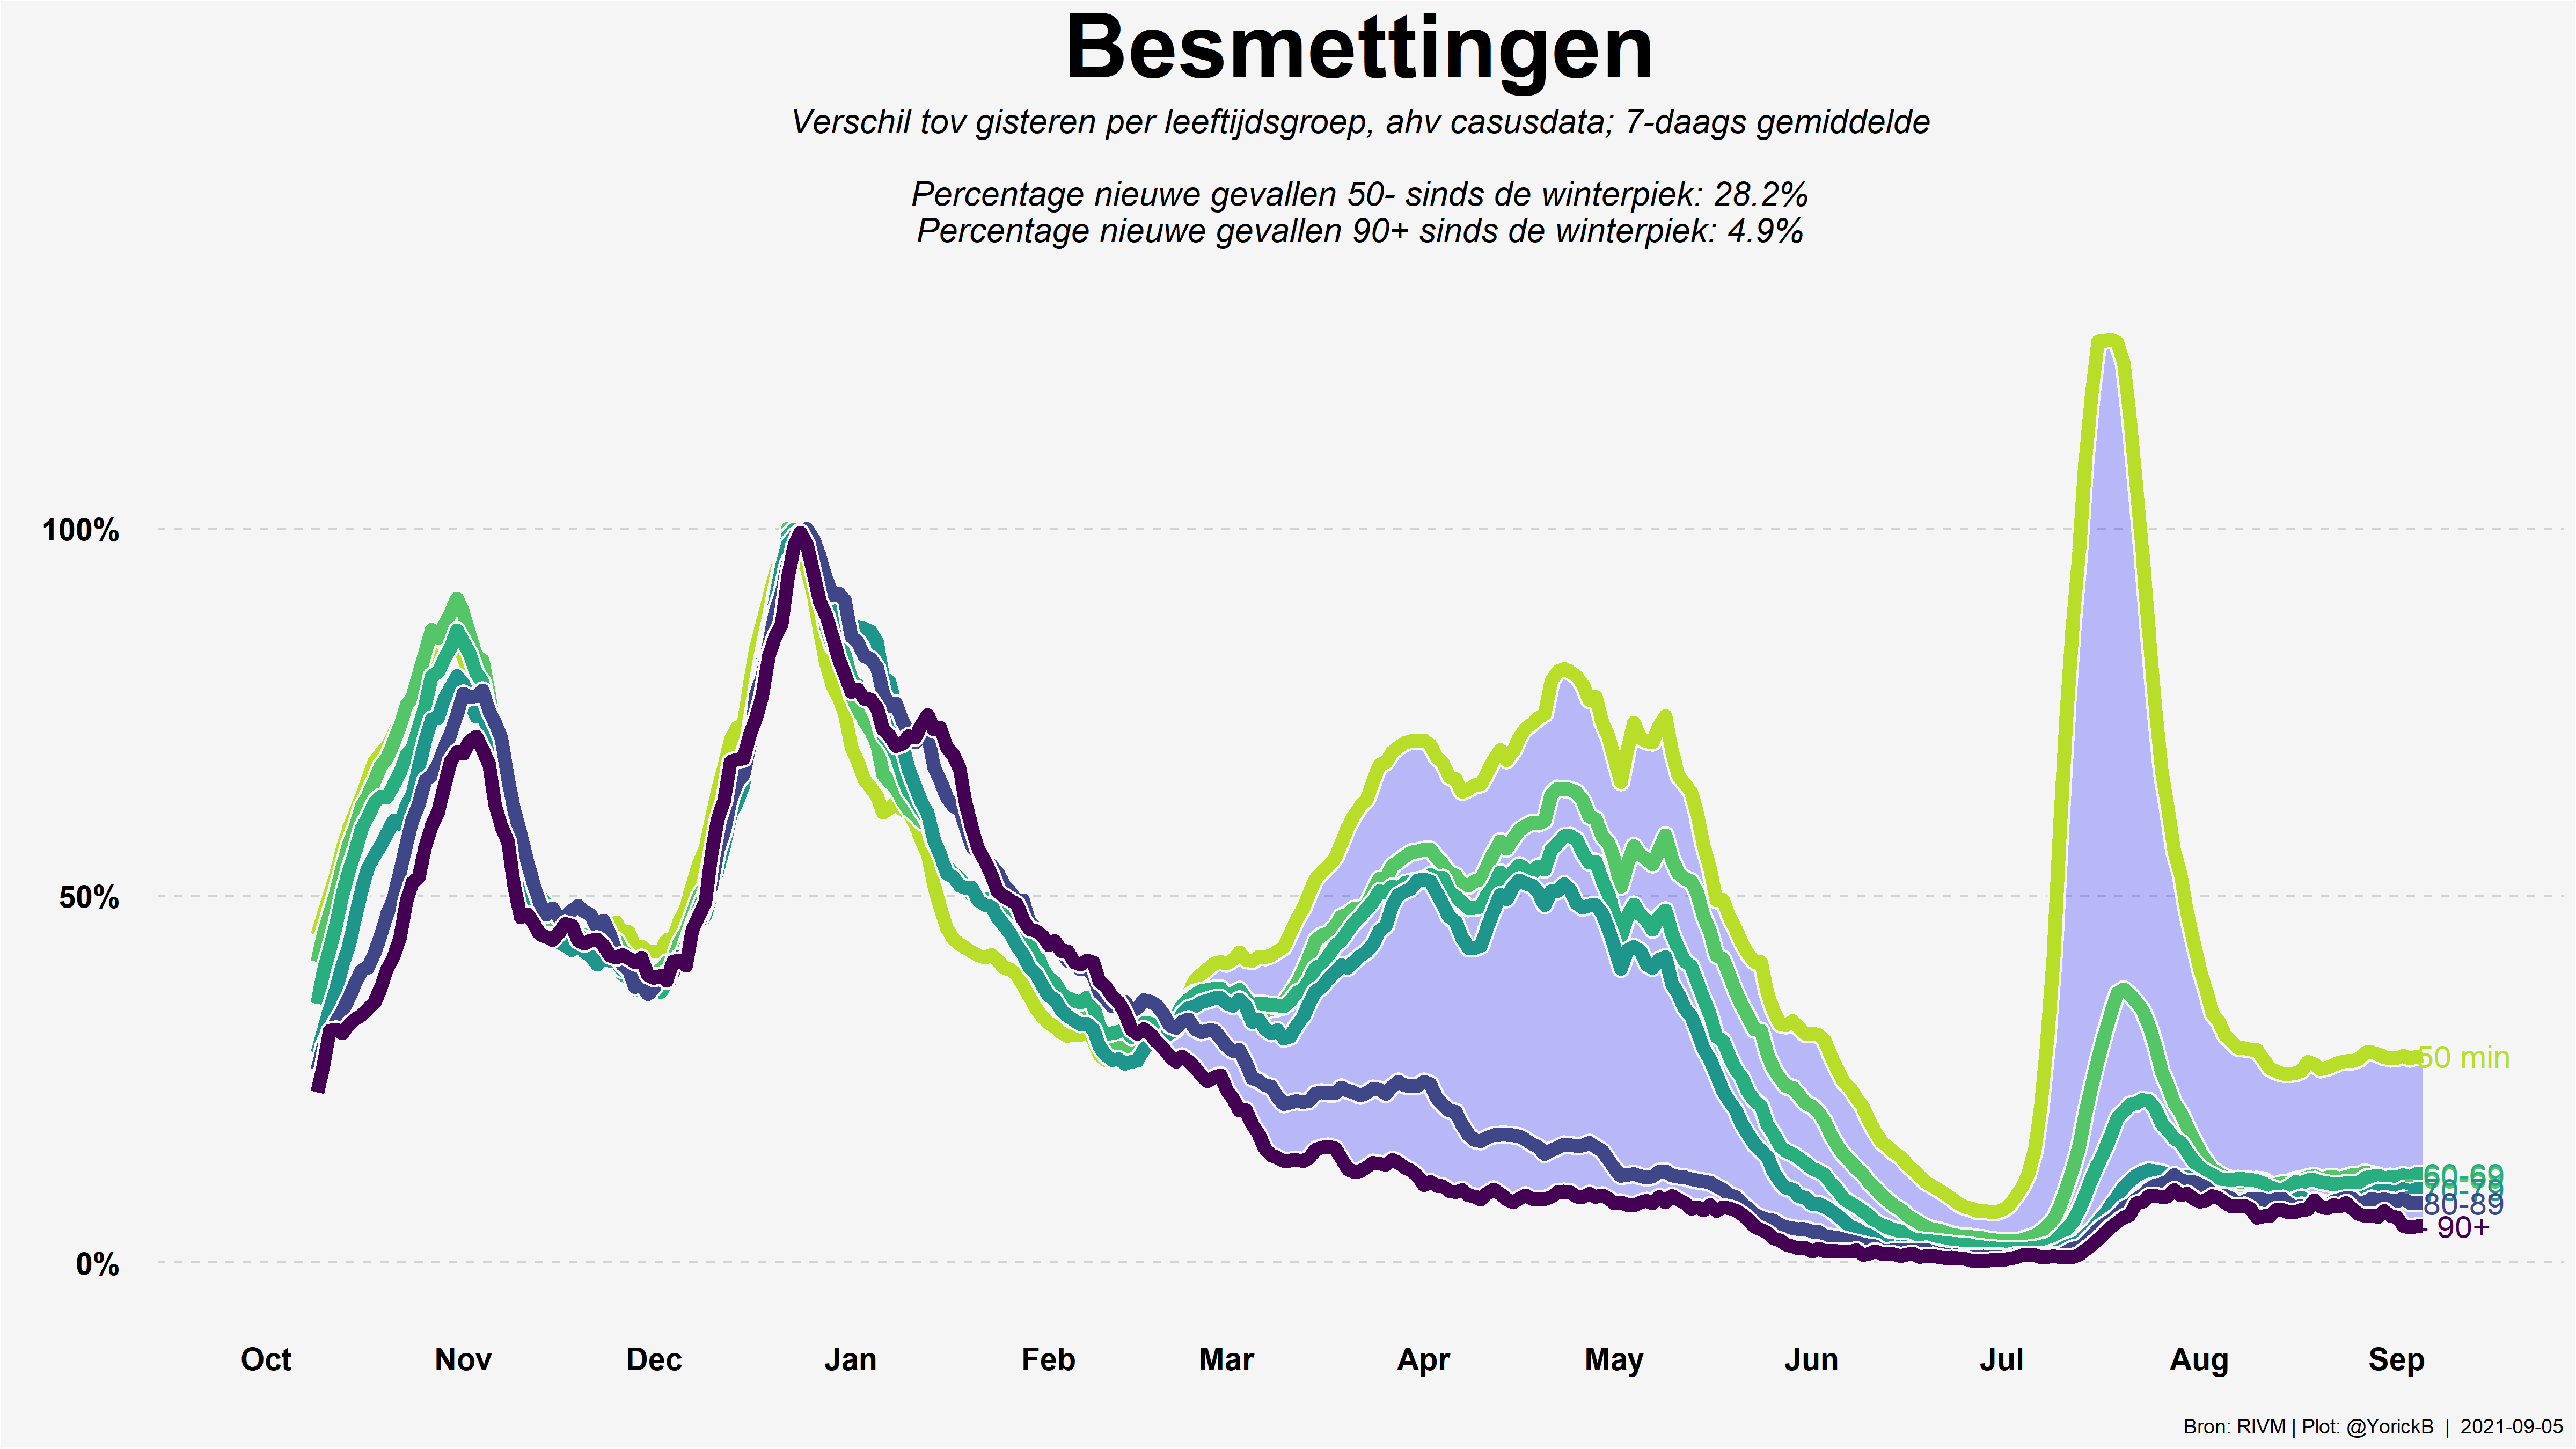 Besmettingen
Verschil tov gisteren per leeftijdsgroep, ahv casusdata; 7-daags gemiddelde
Percentage nieuwe gevallen 50- sinds de winterpiek: 28.2%
Percentage nieuwe gevallen 90+ sinds de winterpiek: 4.9%
100%
50%
0%
50 min
60-69
70-79
80-89
90+
Oct Nov Dec Jan Feb Mar Apr May Jun Jul Aug Sep
Bron: RIVM | Plot: @YorickB | 2021-09-05